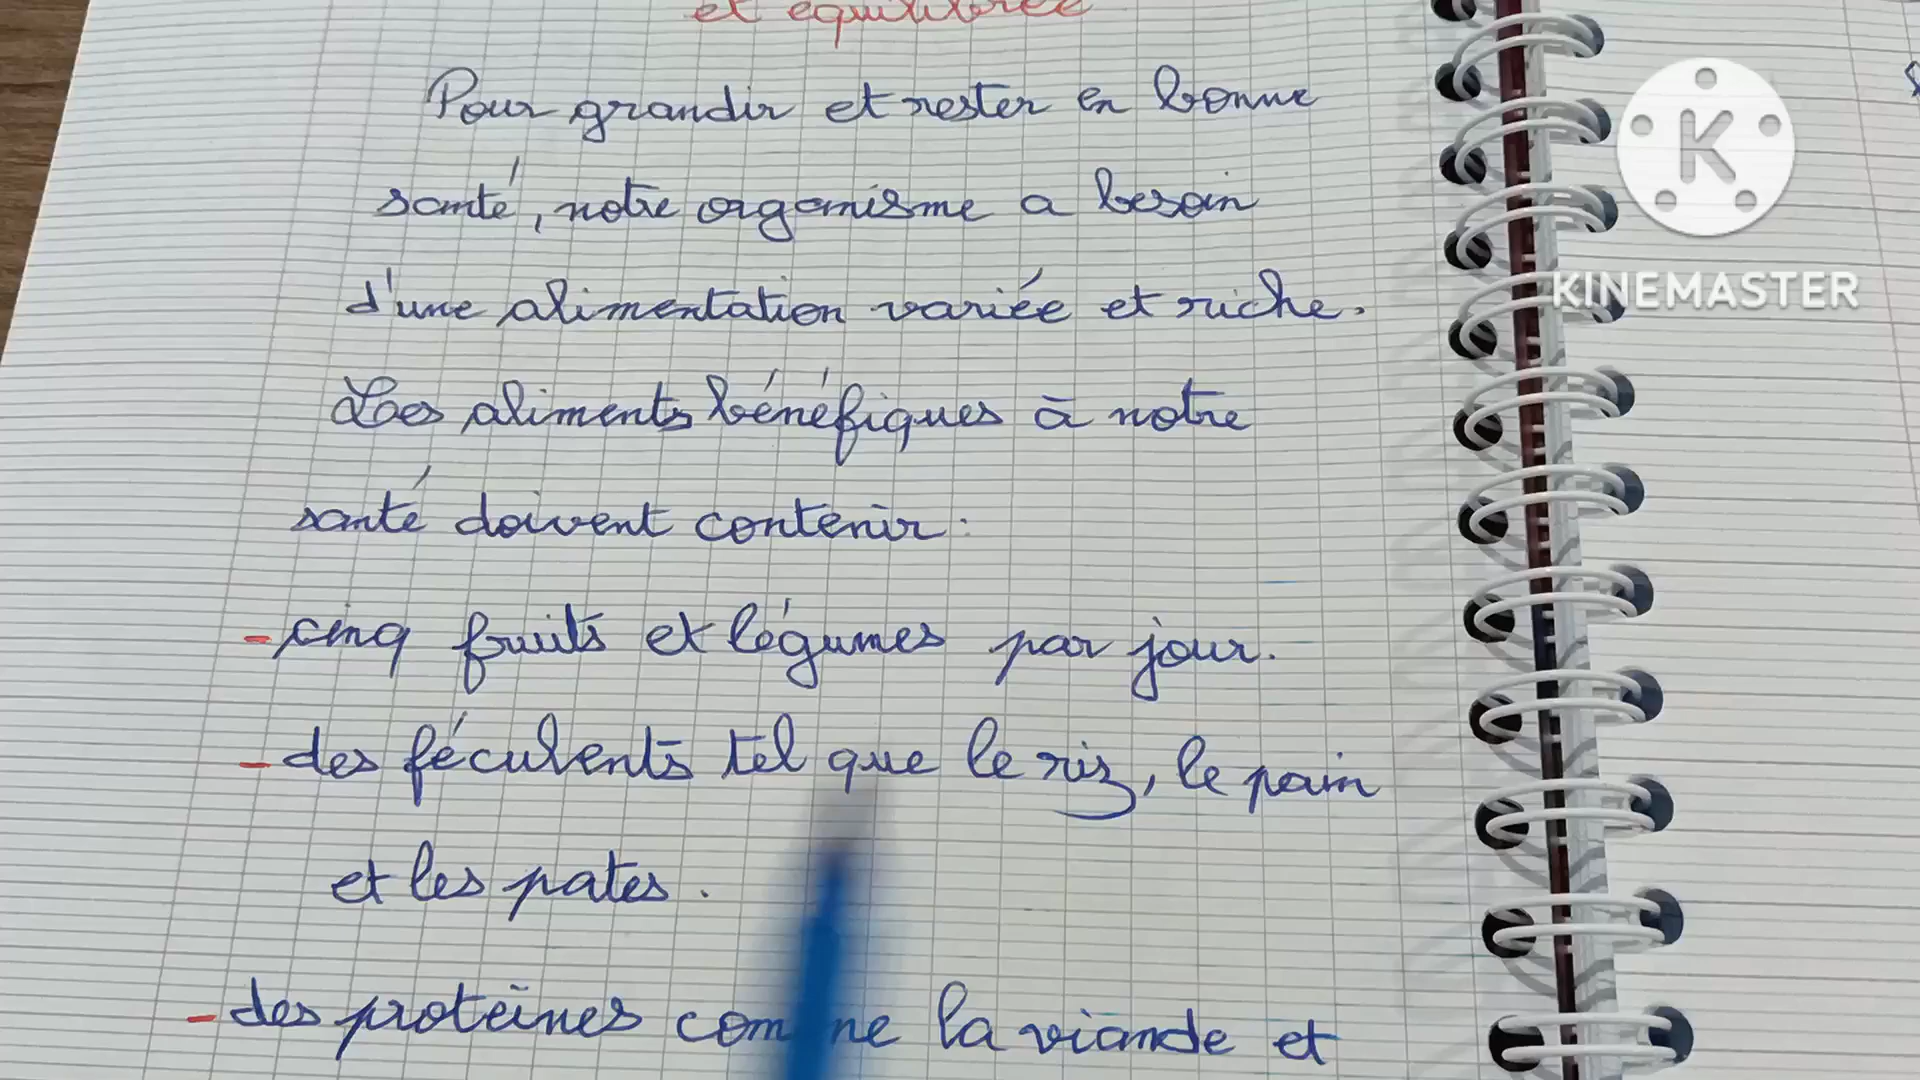 et équilibrée
Pour grandir et rester en bonne
santé, notre organisme a besoin
d'une alimentation variée et riche.
Les aliments bénéfiques à notre
santé doivent contenir :
- cinq fruits et légumes par jour.
- des féculents tel que le riz, le pain
et les pates.
- des protéines comme la viande et
K
KINEMASTER